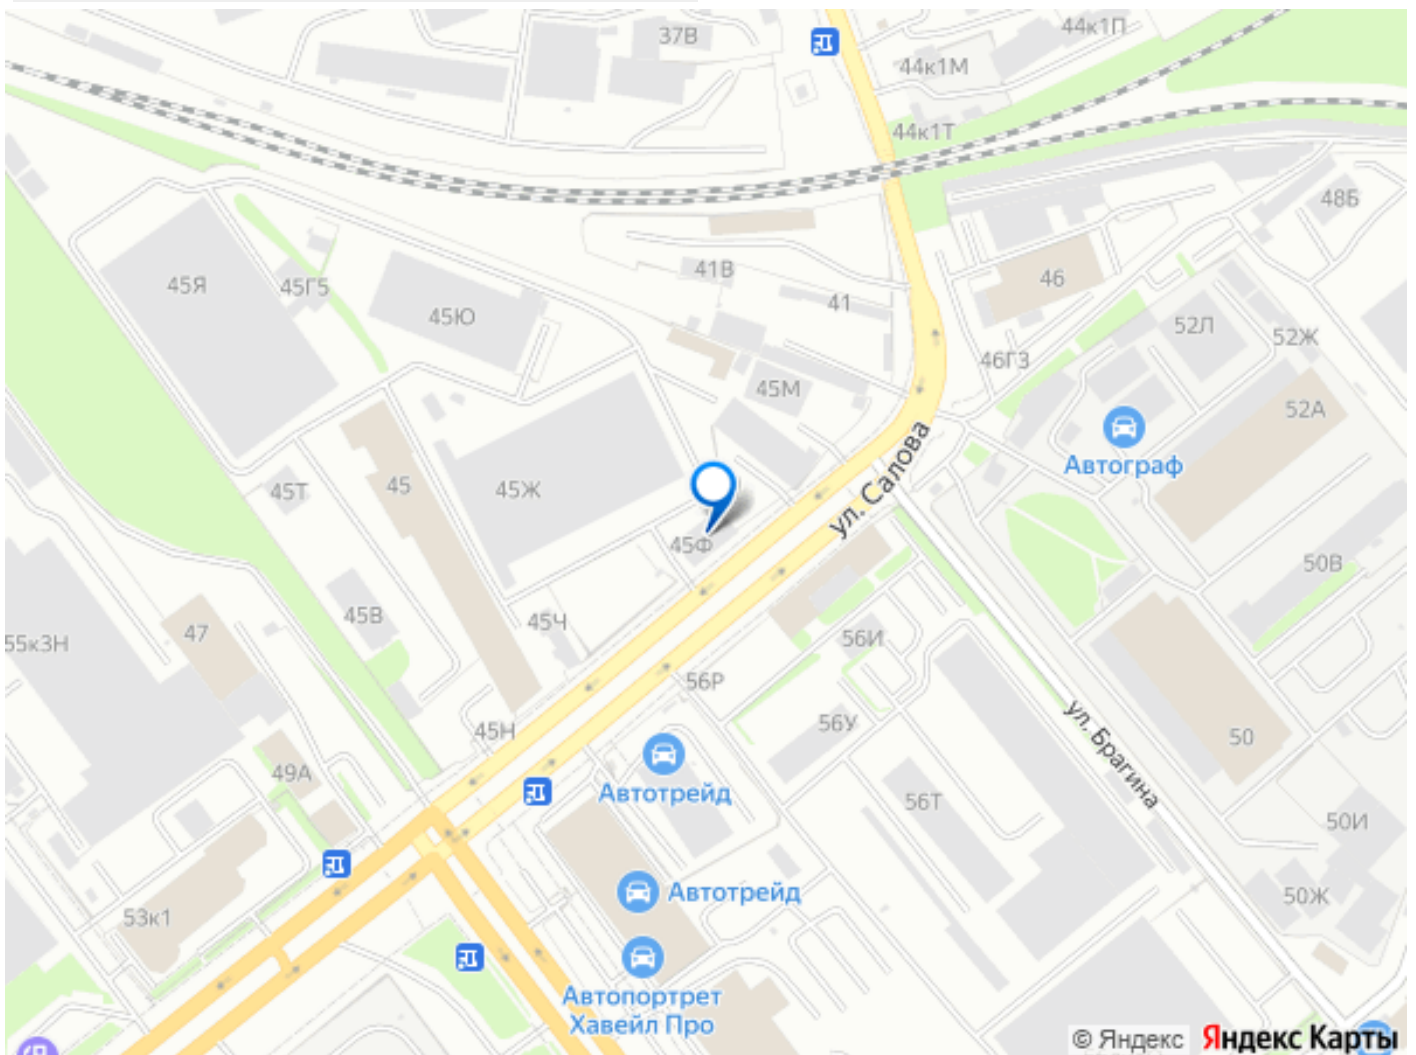 37В
44к1П
44к1М
44к1Т
48Б
41В
46
45Я
45Г5
45Ю
41
52Л
52Ж
46Г3
45М
52А
Автограф
ул. Салова
45Т
45
45Ж
45Ф
50В
45В
45Ч
47
55к3Н
56И
56Р
56У
45Н
ул. Брагина
50
49А
Автотрейд
56Т
50И
53к1
Автотрейд
50Ж
Автопортрет
Хавейл Про
© Яндекс Яндекс Карты